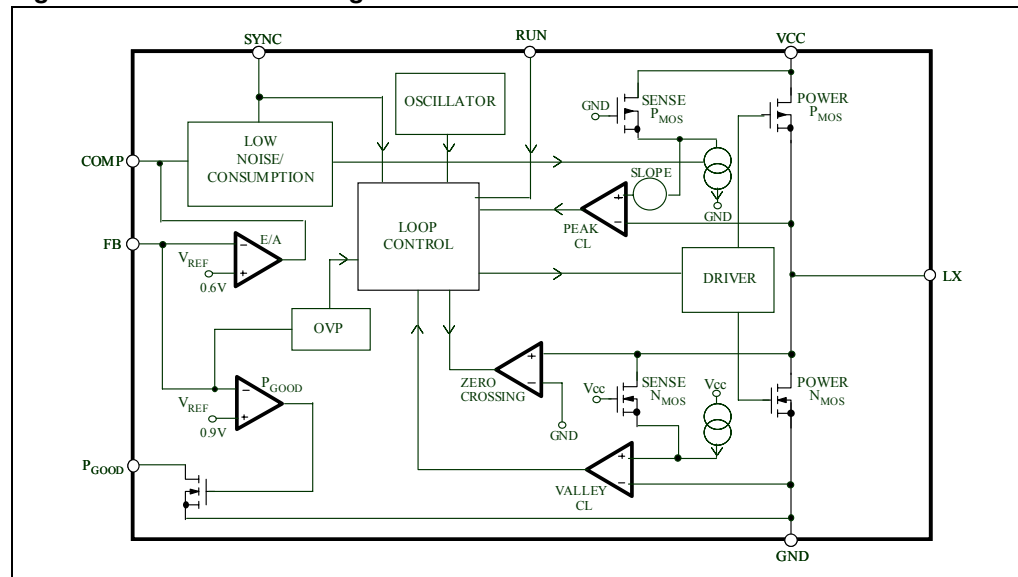 SYNC
RUN
VCC
OSCILLATOR
GND
SENSE
PMOS
POWER
PMOS
LOW
NOISE/
CONSUMPTION
COMP
SLOPE
GND
+
−
PEAK
CL
LOOP
CONTROL
FB
E/A
−
+
VREF
0.6V
DRIVER
LX
OVP
PGOOD
−
+
VREF
0.9V
+
−
ZERO
CROSSING
GND
Vcc
SENSE
NMOS
Vcc
POWER
NMOS
PGOOD
+
−
VALLEY
CL
GND